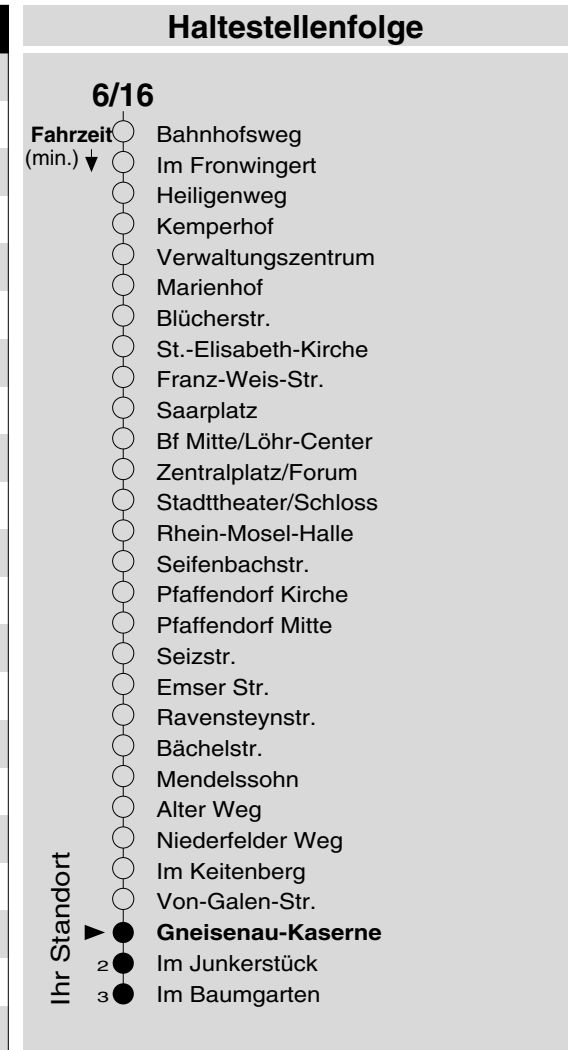 Haltestellenfolge
6/16
Fahrzeit
(min.)
Bahnhofsweg
Im Fronwingert
Heiligenweg
Kemperhof
Verwaltungszentrum
Marienhof
Blücherstr.
St.-Elisabeth-Kirche
Franz-Weis-Str.
Saarplatz
Bf Mitte/Löhr-Center
Zentralplatz/Forum
Stadttheater/Schloss
Rhein-Mosel-Halle
Seifenbachstr.
Pfaffendorf Kirche
Pfaffendorf Mitte
Seizstr.
Emser Str.
Ravensteynstr.
Bächelstr.
Mendelssohn
Alter Weg
Niederfelder Weg
Im Keitenberg
Von-Galen-Str.
Ihr Standort
Gneisenau-Kaserne
2 Im Junkerstück
3 Im Baumgarten